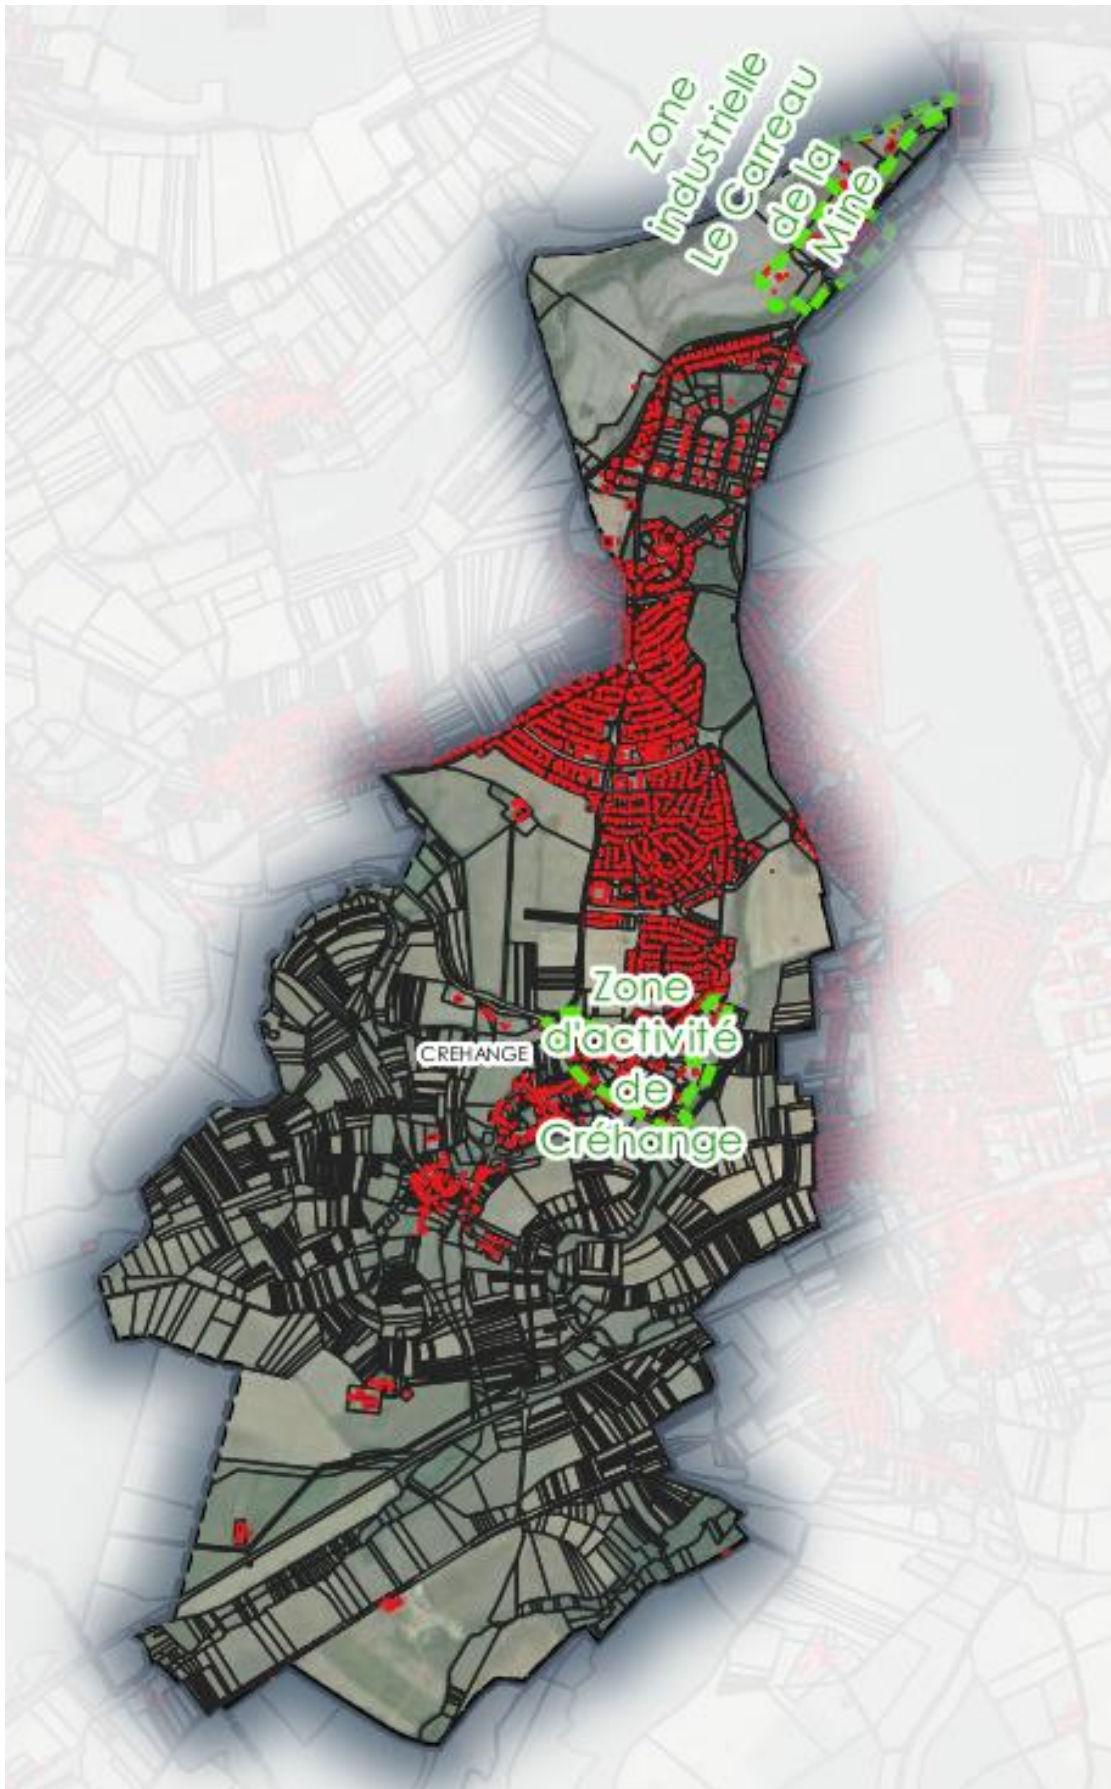 Zone
industrielle
Le Carreau
de la
Mine
Zone
d'activité
de
Créhange
CREHANGE